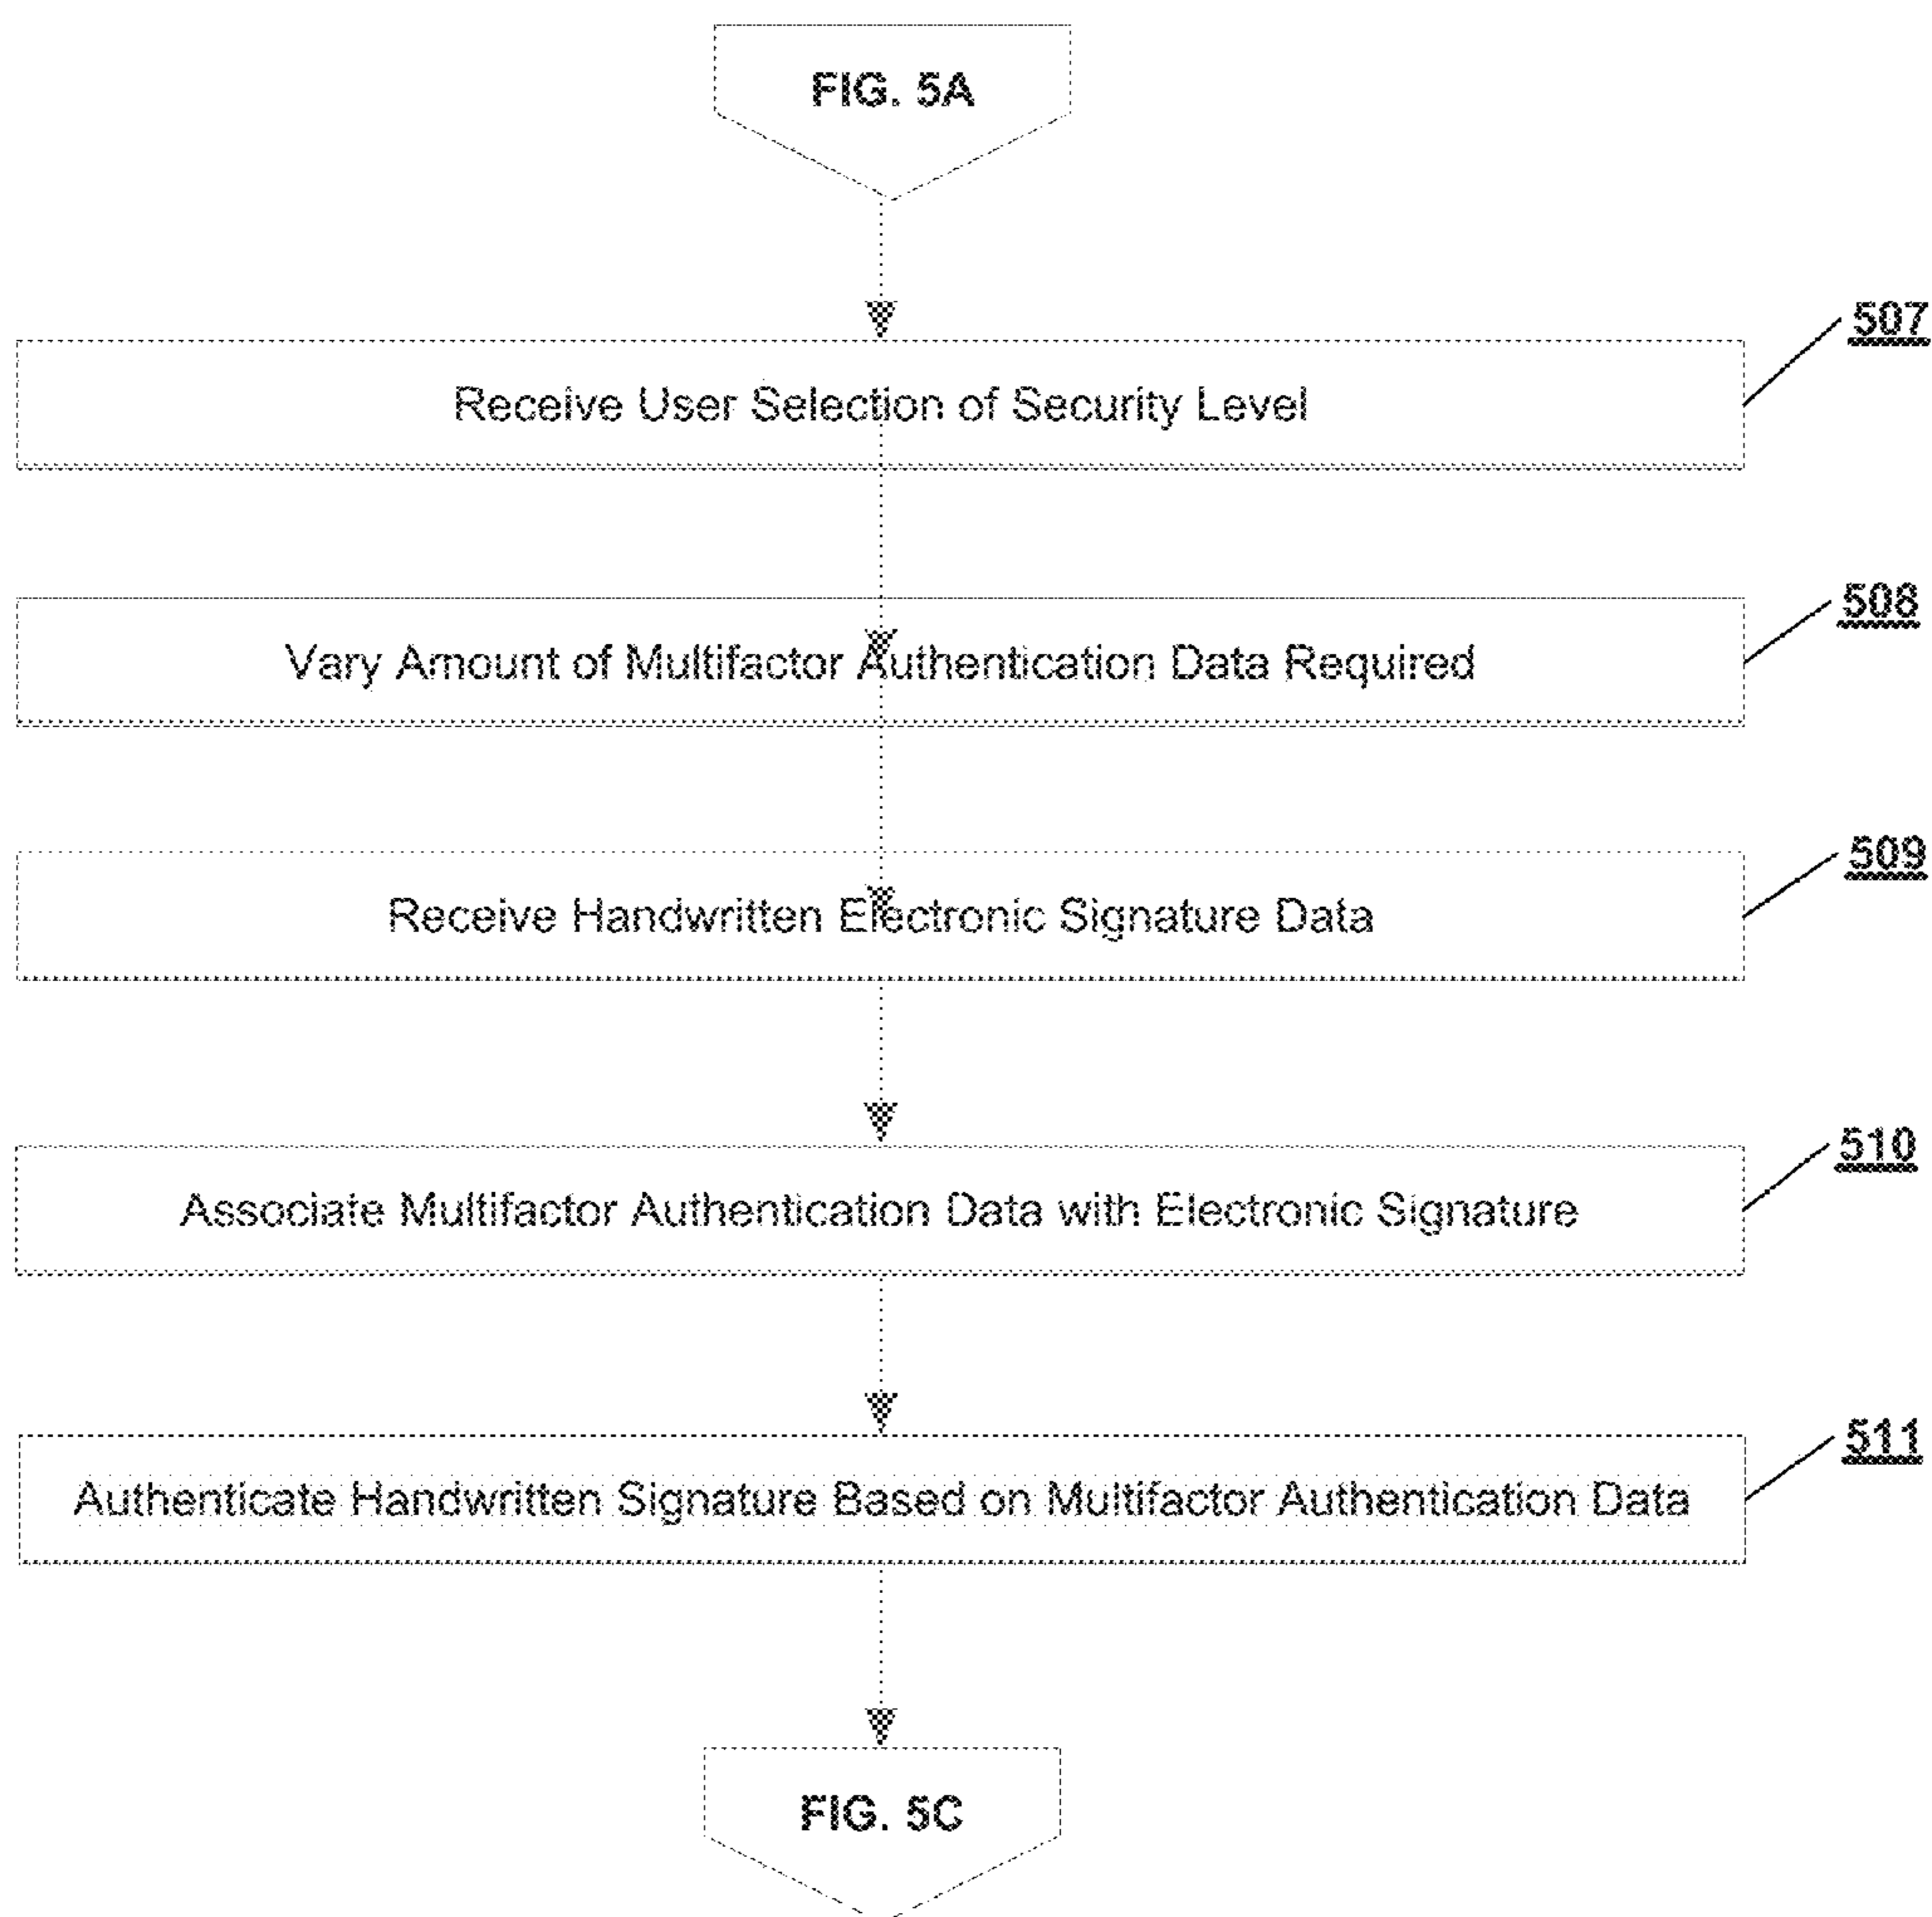 FIG. 5A
507
Receive User Selection of Security Level
508
Vary Amount of Multifactor Authentication Data Required
509
Receive Handwritten Electronic Signature Data
510
Associate Multifactor Authentication Data with Electronic Signature
511
Authenticate Handwritten Signature Based on Multifactor Authentication Data
FIG. 5C